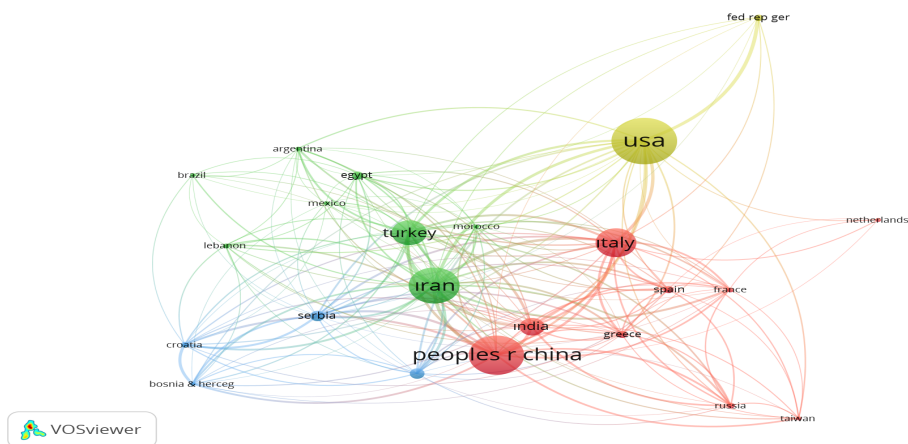 fed rep ger
usa
argentina
brazil
egypt
mexico
netherlands
turkey
morocco
italy
lebanon
iran
spain
france
serbia
india
greece
croatia
peoples r china
bosnia & herceg
russia
taiwan
VOSviewer